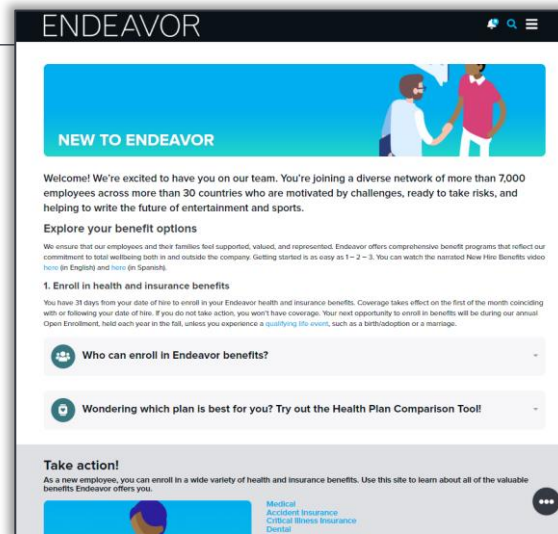 ENDEAVOR
NEW TO ENDEAVOR
Welcome! We're excited to have you on our team. You're joining a diverse network of more than 7,000
employees across more than 30 countries who are motivated by challenges, ready to take risks, and
helping to write the future of entertainment and sports.
Explore your benefit options
We ensure that our employees and their families feel supported, valued, and represented. Endeavor offers comprehensive benefit programs that reflect our
commitment to total wellbeing both in and outside the company. Getting started is as easy as 1 – 2 – 3. You can watch the narrated New Hire Benefits video
here (in English) and here (in Spanish).
1. Enroll in health and insurance benefits
You have 31 days from your date of hire to enroll in your Endeavor health and insurance benefits. Coverage takes effect on the first of the month coinciding
with or following your date of hire. If you do not take action, you won't have coverage. Your next opportunity to enroll in benefits will be during our annual
Open Enrollment, held each year in the fall, unless you experience a qualifying life event, such as a birth/adoption or a marriage.
Who can enroll in Endeavor benefits?
Wondering which plan is best for you? Try out the Health Plan Comparison Tool!
Take action!
As a new employee, you can enroll in a wide variety of health and insurance benefits. Use this site to learn about all of the valuable
benefits Endeavor offers you.
Medical
Accident Insurance
Critical Illness Insurance
Dental